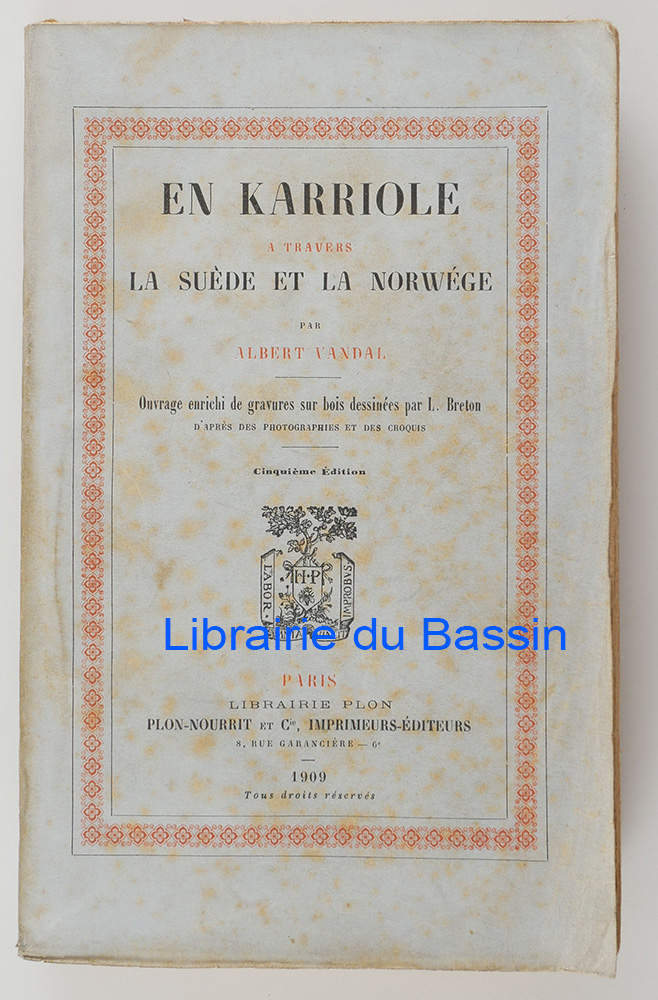 EN KARRIOLE
A TRAVERS
LA SUÈDE ET LA NORWÉGE
PAR
ALBERT VANDAL
Ouvrage enrichi de gravures sur bois dessinées par L. Breton
D'APRÈS DES PHOTOGRAPHIES ET DES CROQUIS
Cinquième Édition
H·P
LABOR·
IMPROBVS
Librairie du Bassin
PARIS
LIBRAIRIE PLON
PLON-NOURRIT ET Cie, IMPRIMEURS-ÉDITEURS
8, RUE GARANCIÈRE — 6e
1909
Tous droits réservés